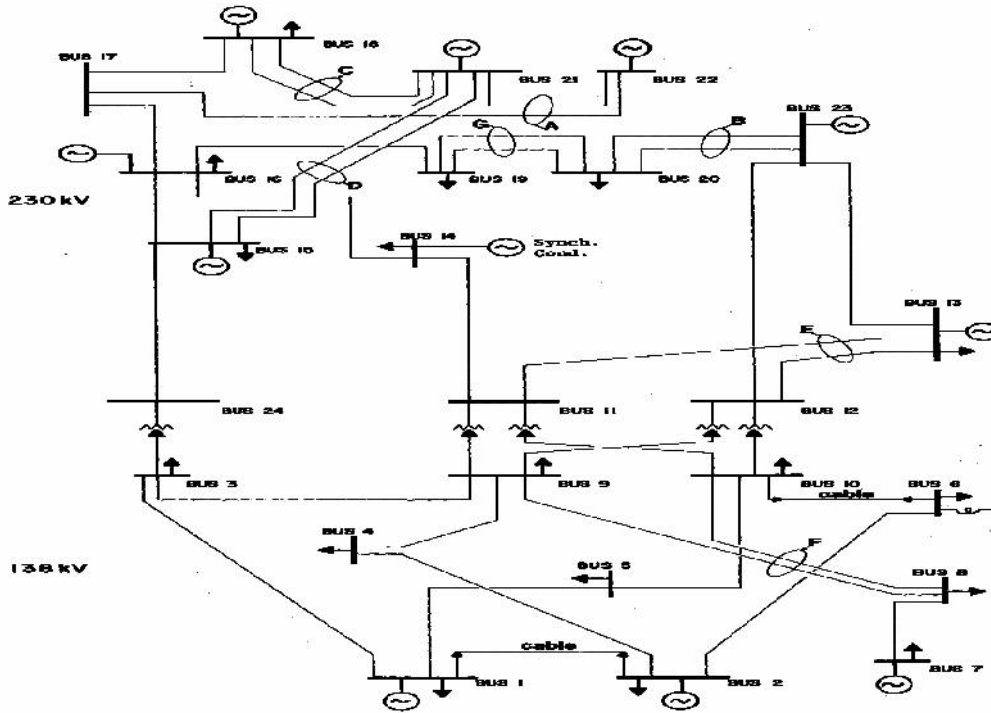 BUS 17
BUS 18
C
BUS 21
BUS 22
BUS 23
A
G
B
BUS 16
D
BUS 19
BUS 20
230 kV
BUS 15
BUS 14
Synch.
Cond.
BUS 13
E
BUS 24
BUS 11
BUS 12
BUS 3
BUS 9
BUS 10
BUS 6
cable
BUS 4
F
138 kV
BUS 5
BUS 8
cable
BUS 1
BUS 2
BUS 7